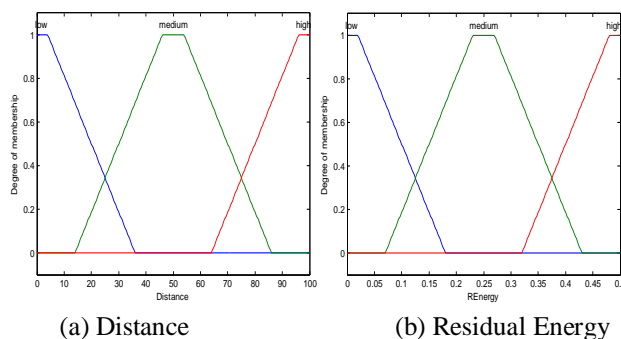 low medium high
1
0.8
0.6
0.4
0.2
0
Degree of membership
0 10 20 30 40 50 60 70 80 90 100
Distance
(a) Distance
low medium high
1
0.8
0.6
0.4
0.2
0
Degree of membership
0 0.05 0.1 0.15 0.2 0.25 0.3 0.35 0.4 0.45
REnergy
(b) Residual Energy